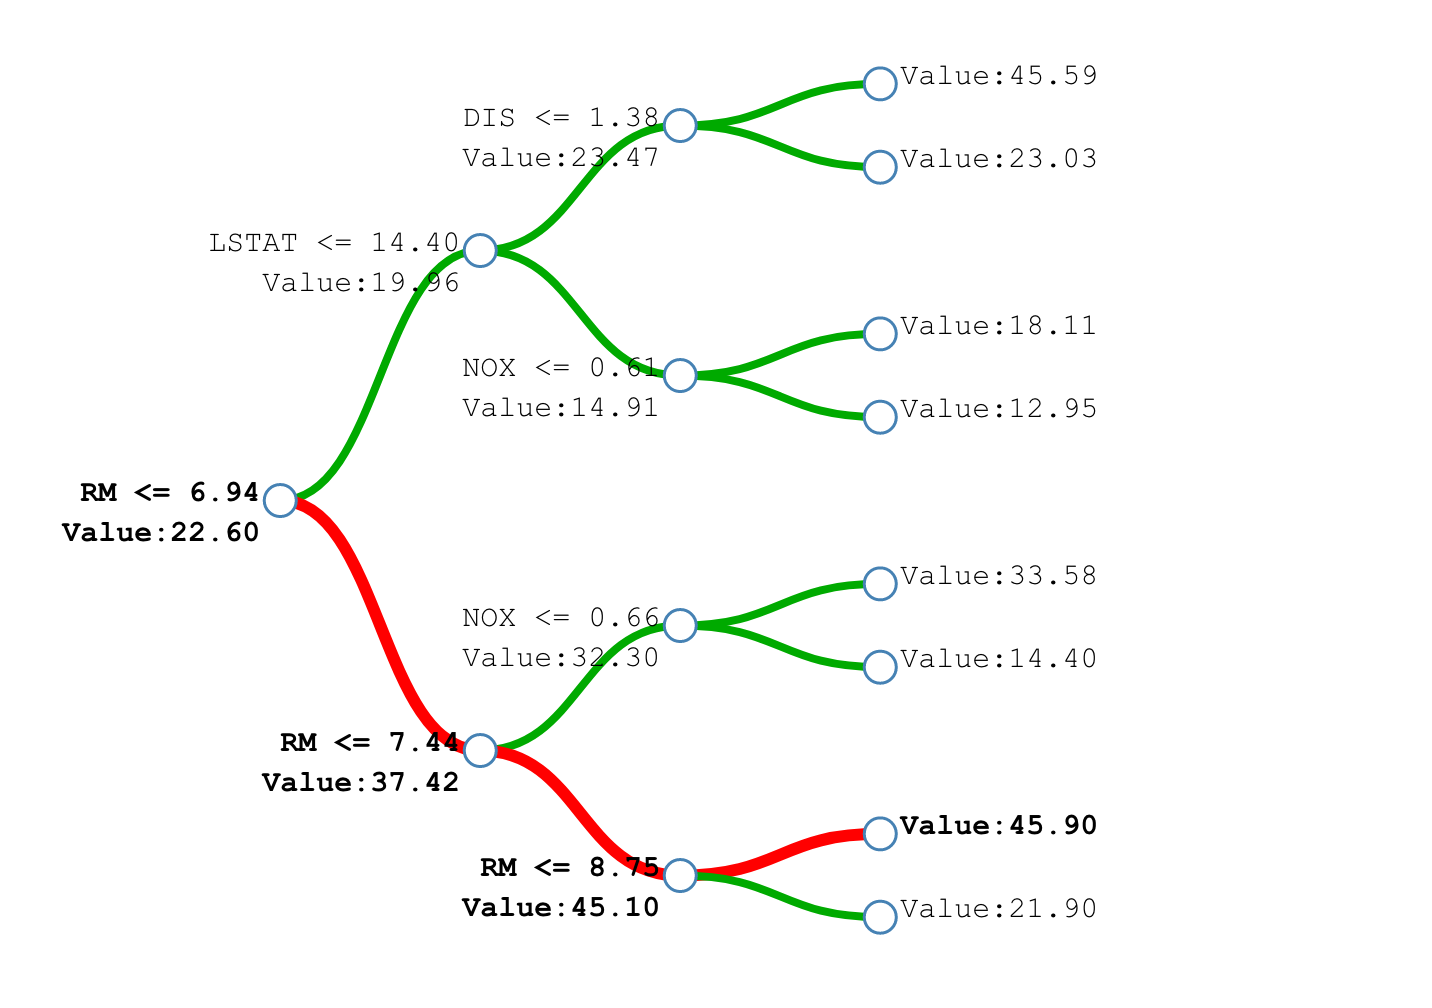 Value:45.59
DIS <= 1.38
Value:23.47
Value:23.03
LSTAT <= 14.40
Value:19.96
Value:18.11
NOX <= 0.61
Value:14.91
Value:12.95
RM <= 6.94
Value:22.60
Value:33.58
NOX <= 0.66
Value:32.30
Value:14.40
RM <= 7.44
Value:37.42
Value:45.90
RM <= 8.75
Value:45.10
Value:21.90